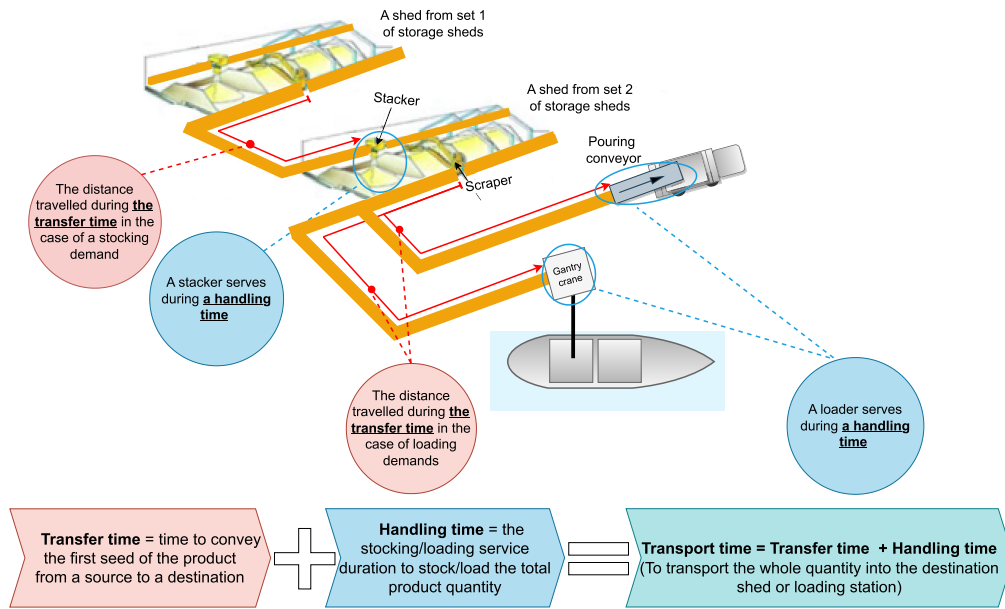 A shed from set 1
of storage sheds
A shed from set 2
of storage sheds
Stacker
Pouring
conveyor
Scraper
The distance
travelled during the
transfer time in the
case of a stocking
demand
A stacker serves
during a handling
time
Gantry
crane
The distance
travelled during the
transfer time in the
case of loading
demands
A loader serves
during a handling
time
Transfer time = time to convey
the first seed of the product
from a source to a destination
Handling time = the
stocking/loading service
duration to stock/load the total
product quantity
Transport time = Transfer time + Handling time
(To transport the whole quantity into the destination
shed or loading station)